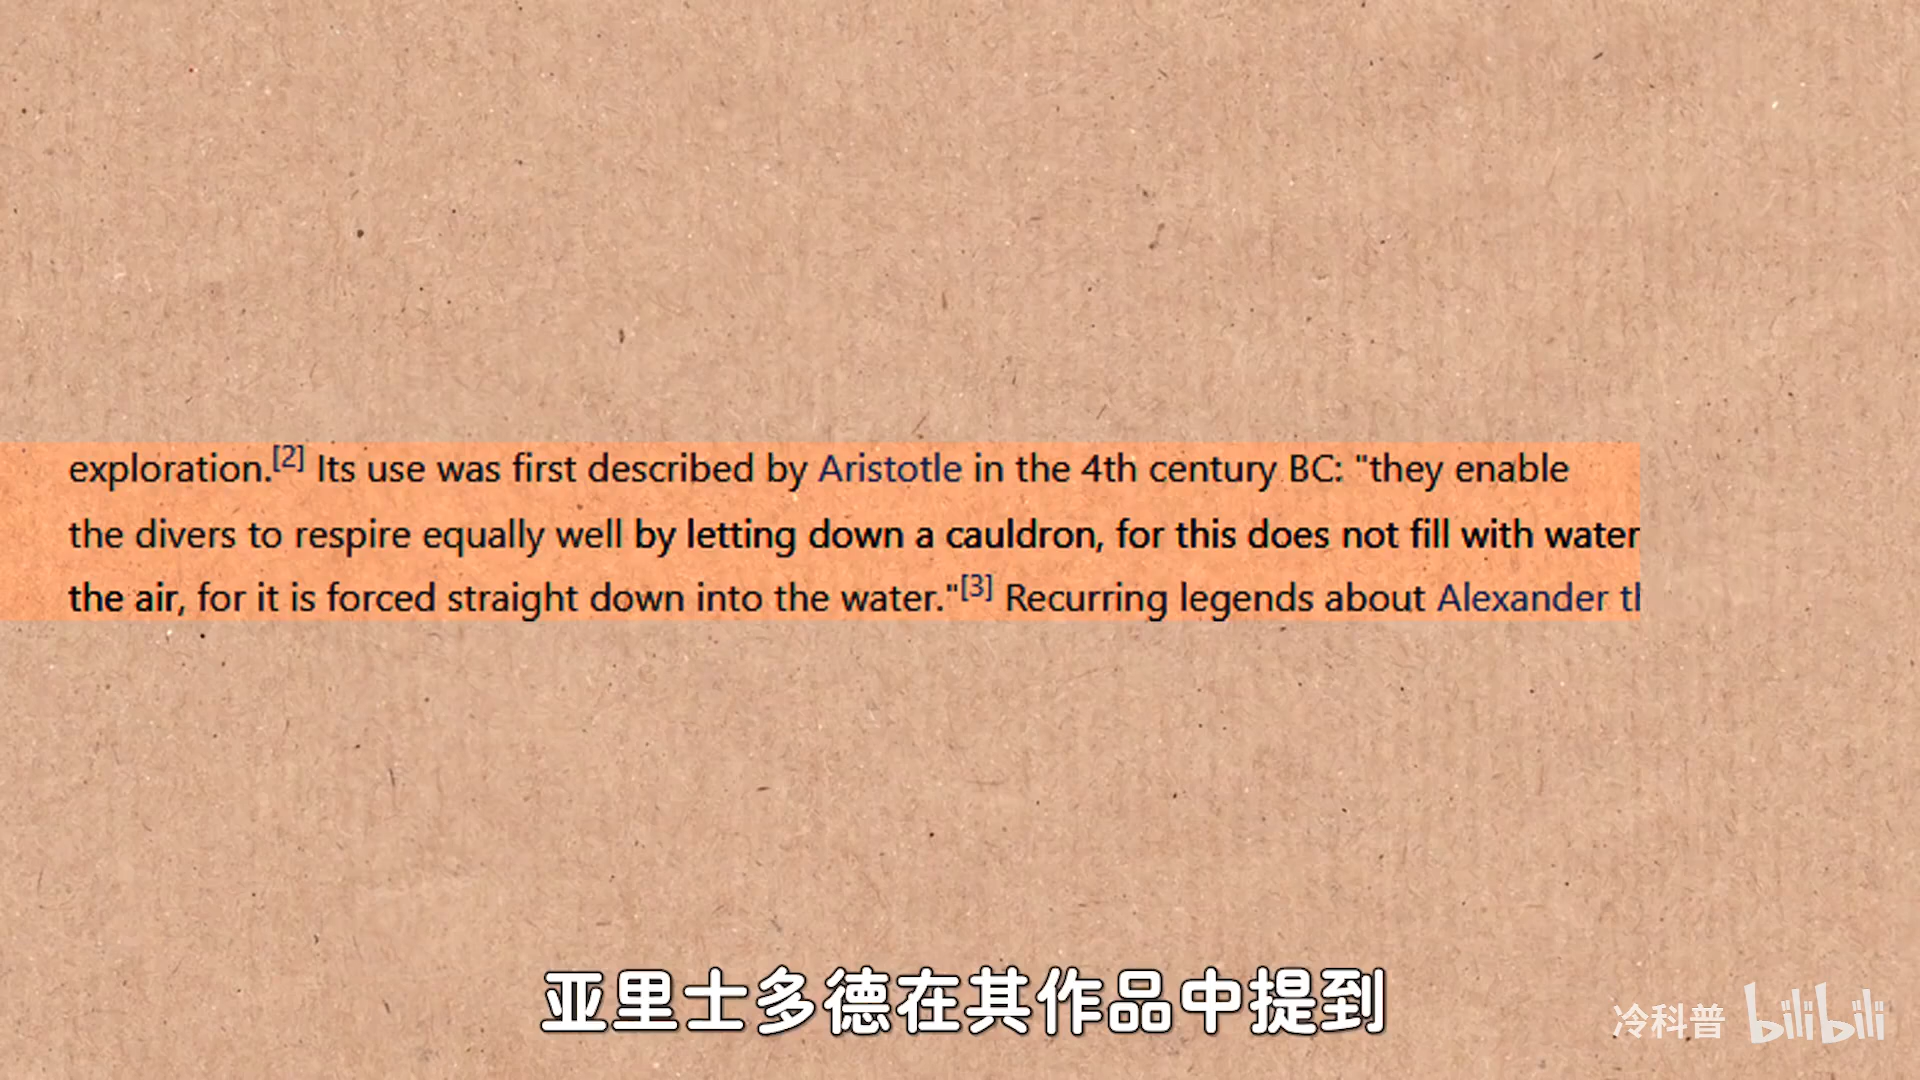 exploration.[2] Its use was first described by Aristotle in the 4th century BC: "they enable
the divers to respire equally well by letting down a cauldron, for this does not fill with water
the air, for it is forced straight down into the water."[3] Recurring legends about Alexander th
亚里士多德在其作品中提到
冷科普 bilibili